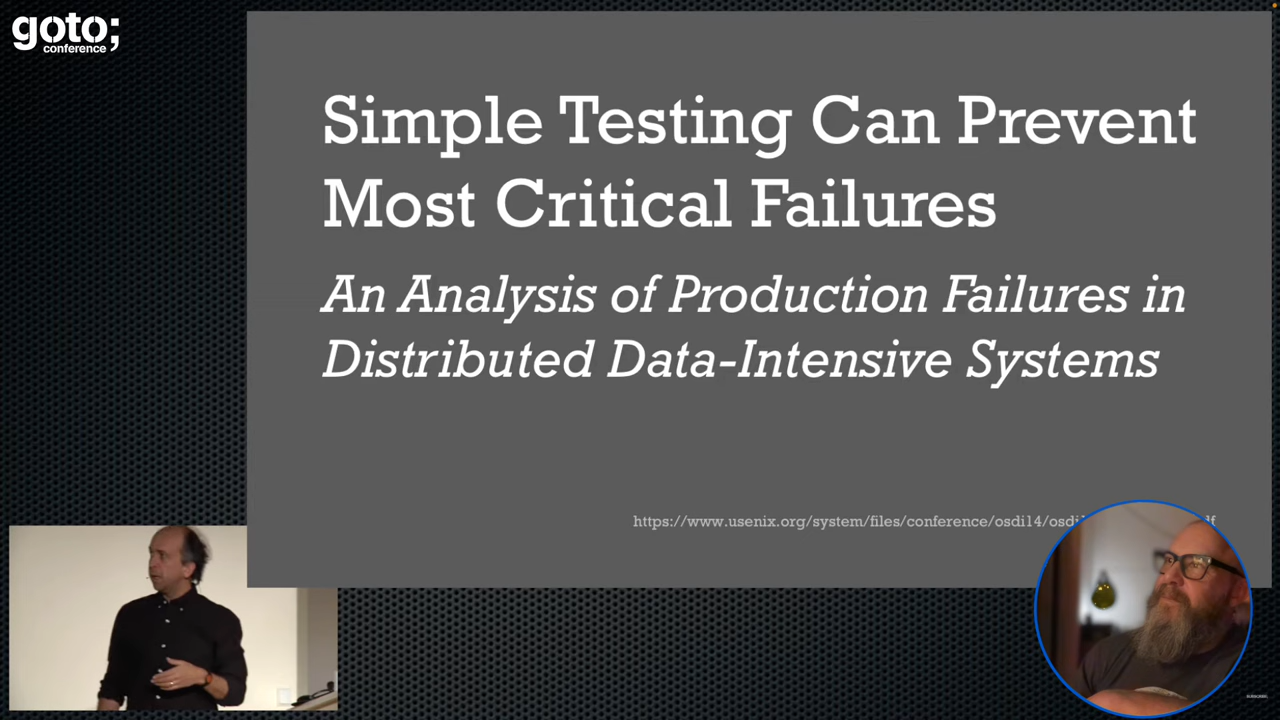 goto;
conference
Simple Testing Can Prevent
Most Critical Failures
An Analysis of Production Failures in
Distributed Data-Intensive Systems
https://www.usenix.org/system/files/conference/osdi14/osdi